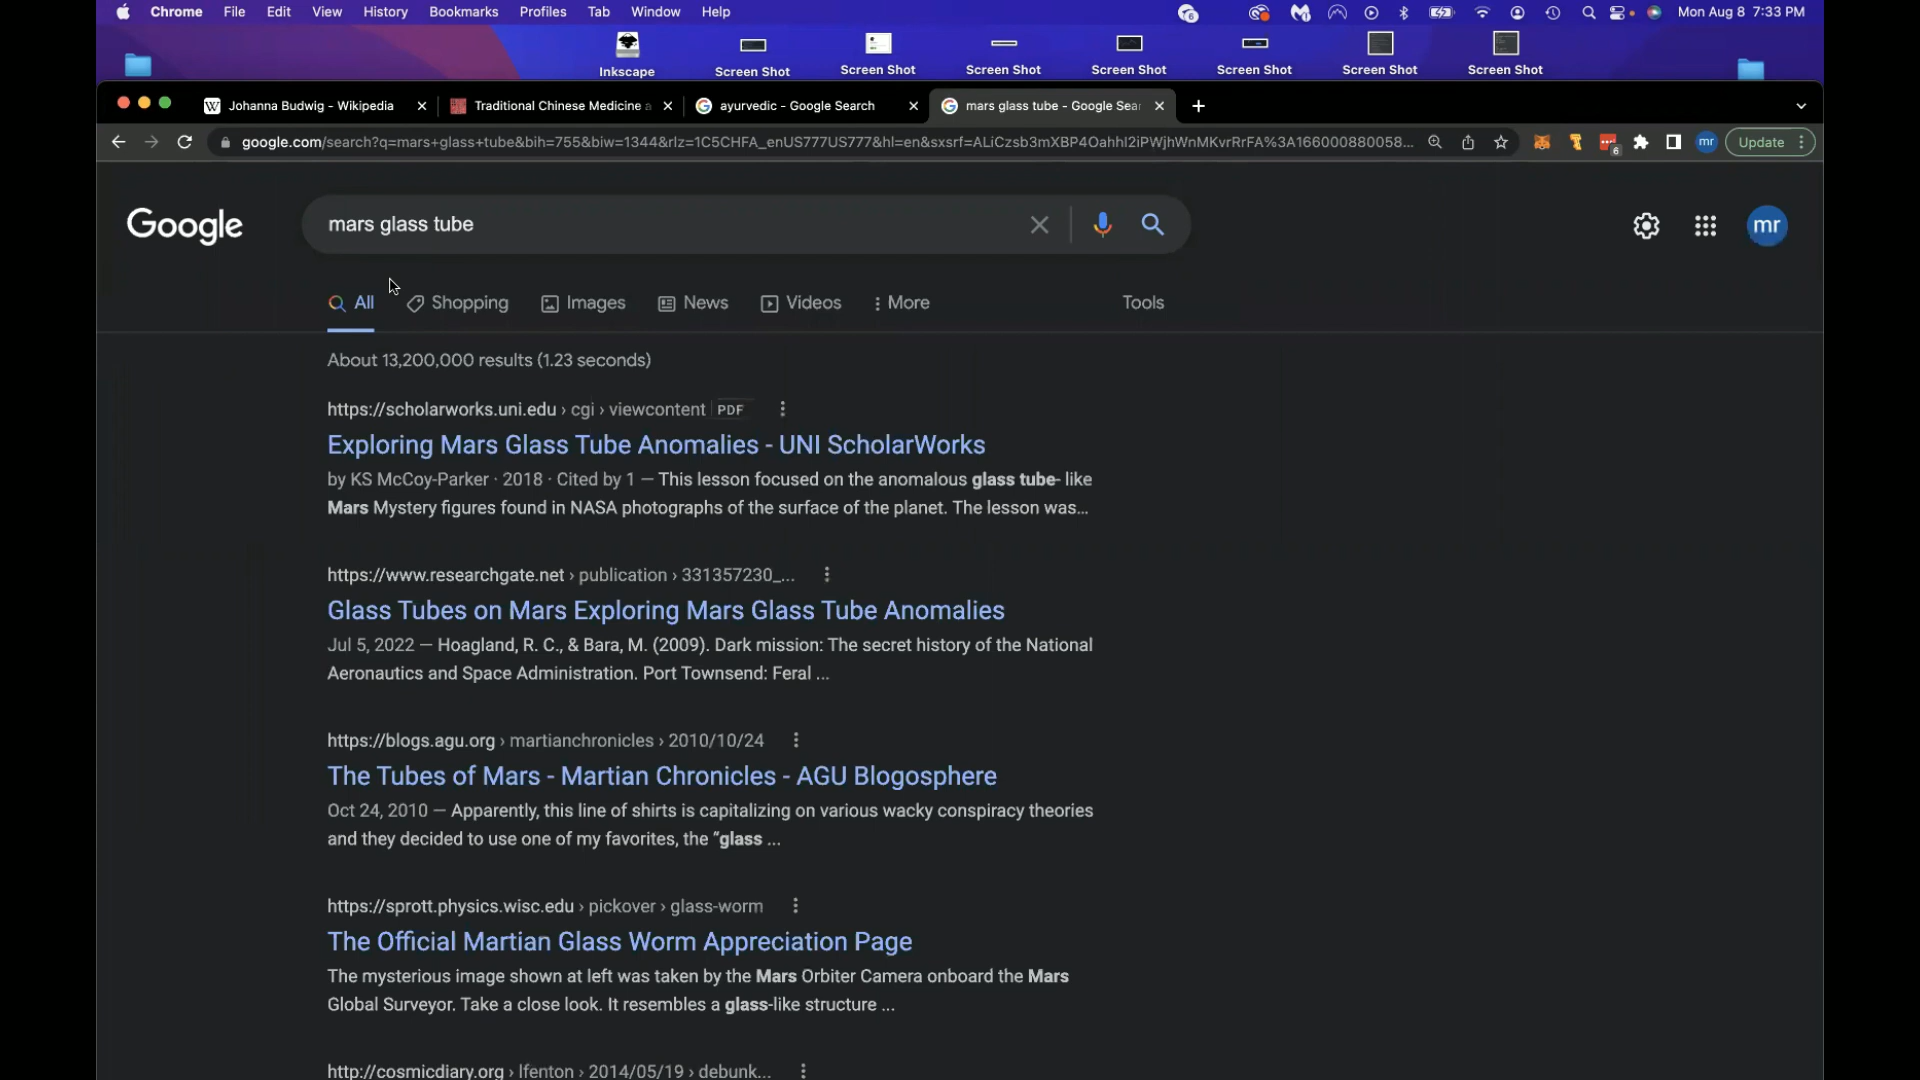 Chrome File Edit View History Bookmarks Profiles Tab Window Help Mon Aug 8 7:33 PM
Inkscape Screen Shot Screen Shot Screen Shot Screen Shot Screen Shot Screen Shot Screen Shot
Johanna Budwig - Wikipedia Traditional Chinese Medicine a ayurvedic - Google Search mars glass tube - Google Sear
google.com/search?q=mars+glass+tube&bih=755&biw=1344&rlz=1C5CHFA_enUS777US777&hl=en&sxsrf=ALiCzsb3mXBP4Oahhl2iPWjhWnMKvrRrFA%3A166000880058... 6 mr Update
Google mars glass tube mr
All Shopping Images News Videos More Tools
About 13,200,000 results (1.23 seconds)
https://scholarworks.uni.edu › cgi › viewcontent PDF
Exploring Mars Glass Tube Anomalies - UNI ScholarWorks
by KS McCoy-Parker · 2018 · Cited by 1 — This lesson focused on the anomalous glass tube- like
Mars Mystery figures found in NASA photographs of the surface of the planet. The lesson was...
https://www.researchgate.net › publication › 331357230_...
Glass Tubes on Mars Exploring Mars Glass Tube Anomalies
Jul 5, 2022 — Hoagland, R. C., & Bara, M. (2009). Dark mission: The secret history of the National
Aeronautics and Space Administration. Port Townsend: Feral ...
https://blogs.agu.org › martianchronicles › 2010/10/24
The Tubes of Mars - Martian Chronicles - AGU Blogosphere
Oct 24, 2010 — Apparently, this line of shirts is capitalizing on various wacky conspiracy theories
and they decided to use one of my favorites, the "glass ...
https://sprott.physics.wisc.edu › pickover › glass-worm
The Official Martian Glass Worm Appreciation Page
The mysterious image shown at left was taken by the Mars Orbiter Camera onboard the Mars
Global Surveyor. Take a close look. It resembles a glass-like structure ...
http://cosmicdiary.org › lfenton › 2014/05/19 › debunk...